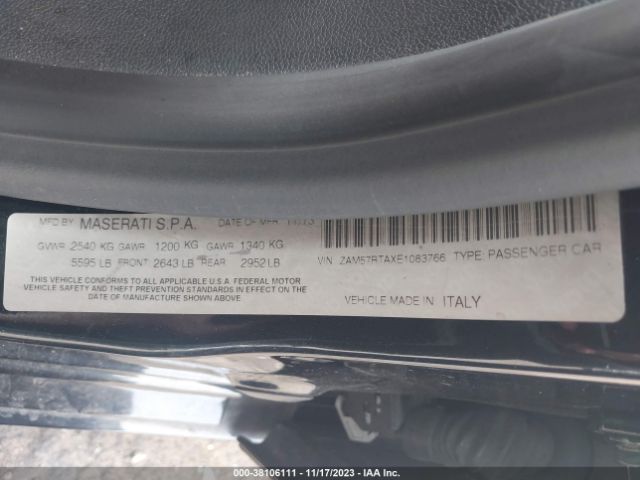 MFD BY MASERATI S.P.A. DATE OF MFR 11/13
GVWR 2540 KG GAWR 1200 KG GAWR 1340 KG
5595 LB FRONT 2643 LB REAR 2952 LB
THIS VEHICLE CONFORMS TO ALL APPLICABLE U.S.A. FEDERAL MOTOR
VEHICLE SAFETY AND THEFT PREVENTION STANDARDS IN EFFECT ON THE
DATE OF MANUFACTURE SHOWN ABOVE
VIN ZAM57RTAXE1083766 TYPE: PASSENGER CAR
VEHICLE MADE IN ITALY
000-38106111 - 11/17/2023 - IAA Inc.